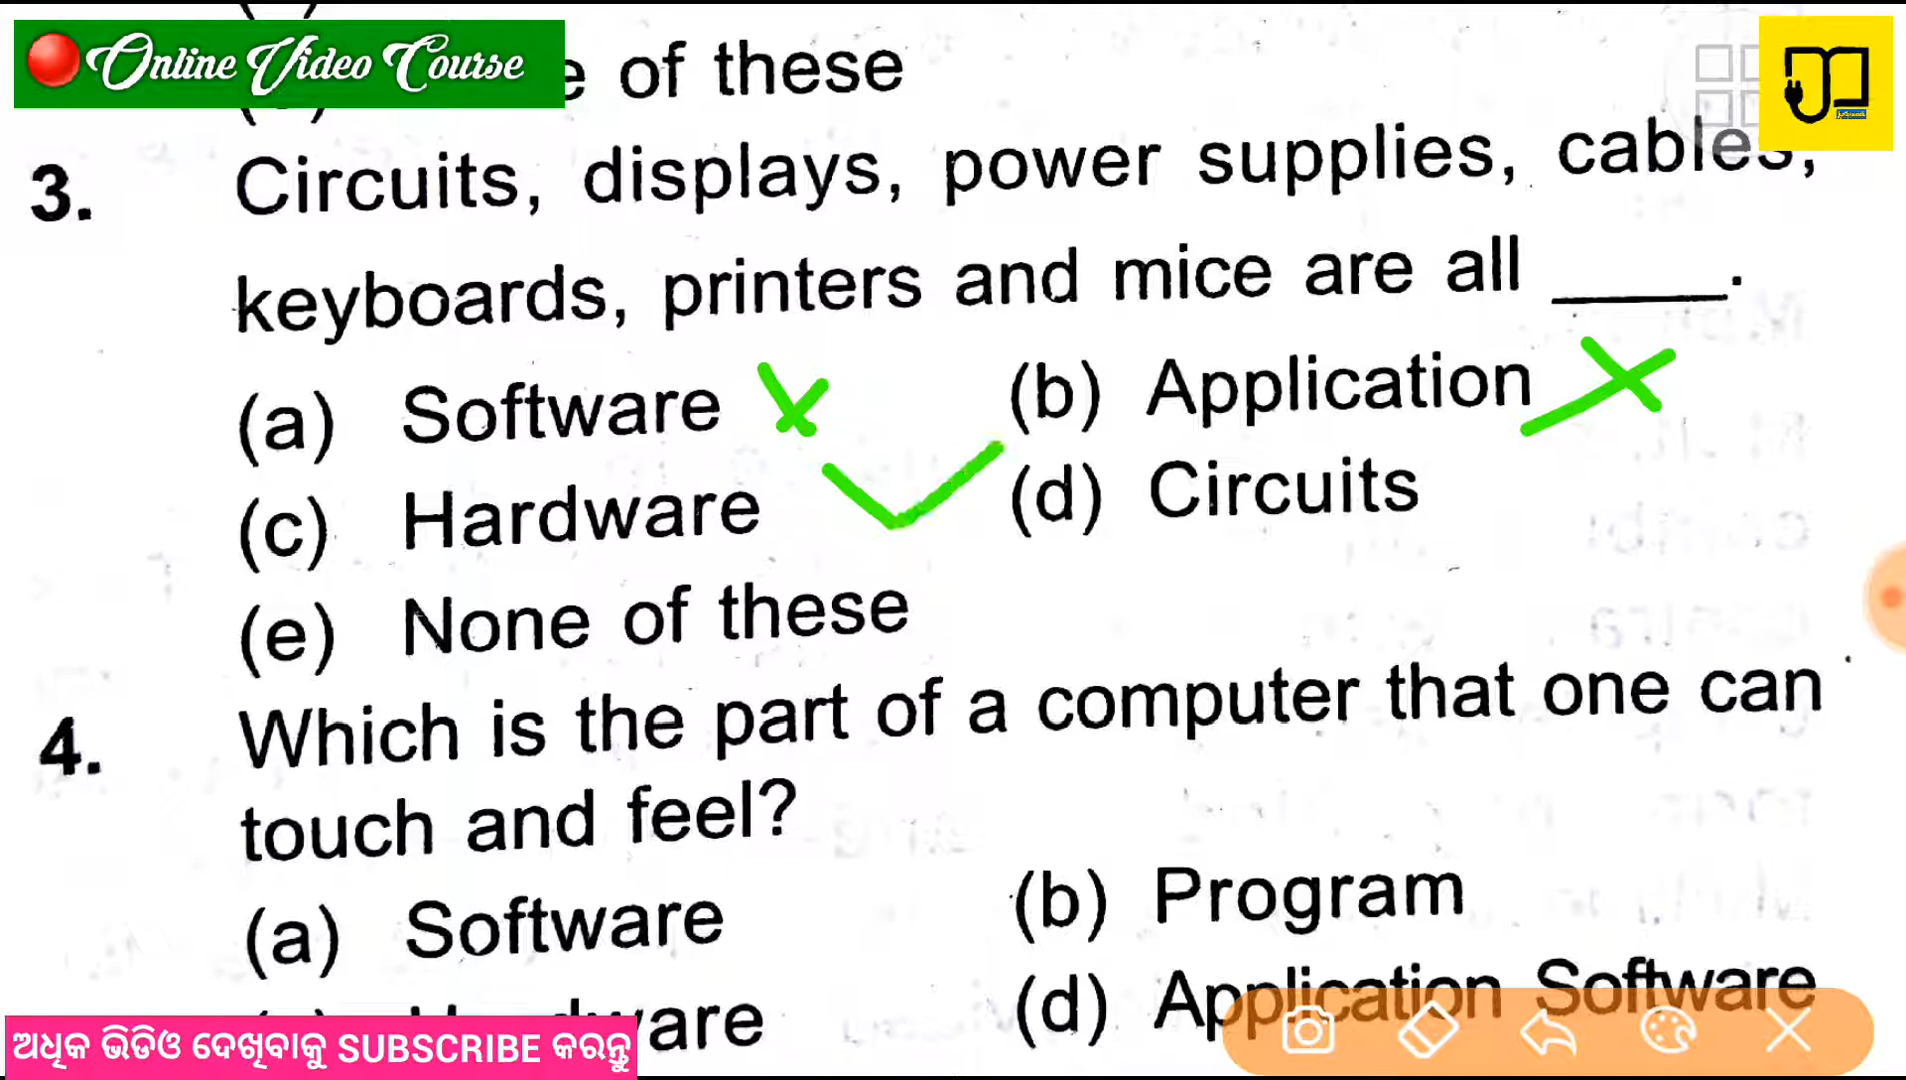 Online Video Course
of these
3. Circuits, displays, power supplies, cables,
keyboards, printers and mice are all _____.
(a) Software (b) Application
(c) Hardware (d) Circuits
(e) None of these
4. Which is the part of a computer that one can
touch and feel?
(a) Software (b) Program
(d) Application Software
ଅଧିକ ଭିଡିଓ ଦେଖିବାକୁ SUBSCRIBE କରନ୍ତୁ